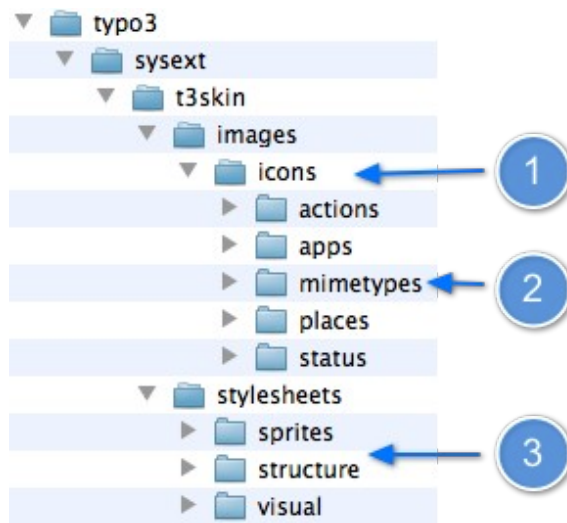 typo3
sysext
t3skin
images
icons
1
actions
apps
mimetypes
2
places
status
stylesheets
sprites
3
structure
visual